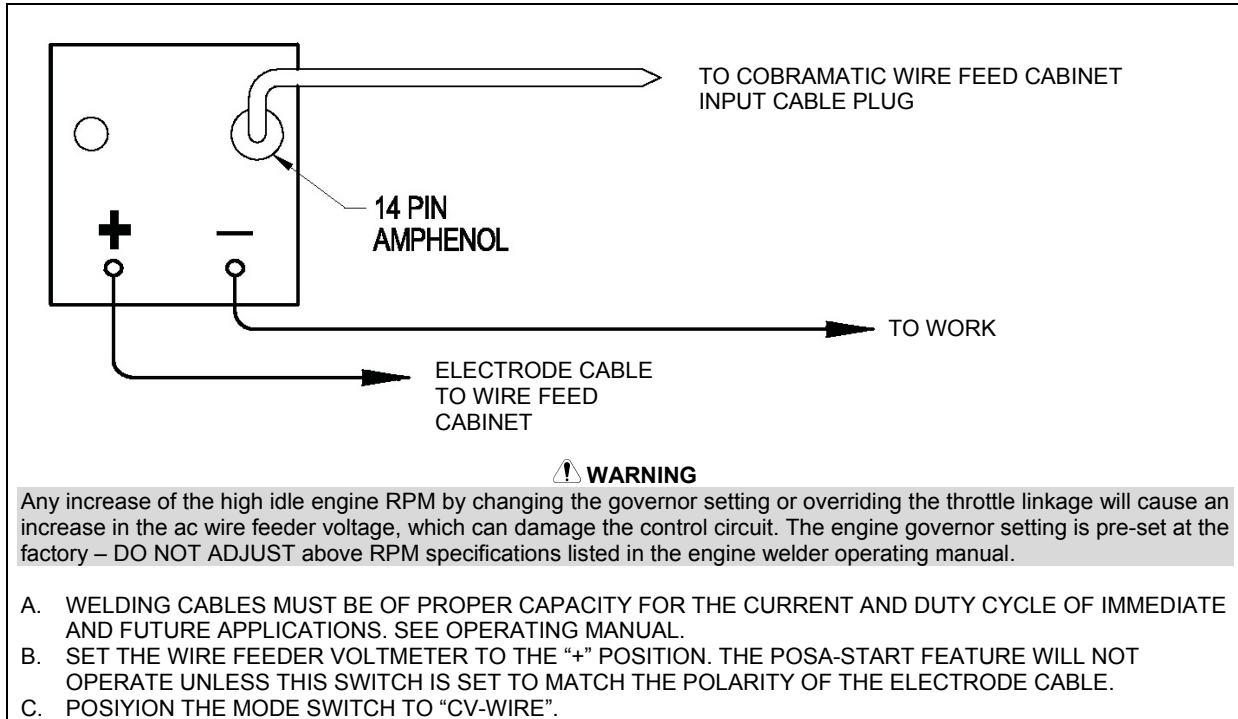 TO COBRAMATIC WIRE FEED CABINET
INPUT CABLE PLUG
14 PIN
AMPHENOL
+ −
TO WORK
ELECTRODE CABLE
TO WIRE FEED
CABINET
WARNING
Any increase of the high idle engine RPM by changing the governor setting or overriding the throttle linkage will cause an
increase in the ac wire feeder voltage, which can damage the control circuit. The engine governor setting is pre-set at the
factory – DO NOT ADJUST above RPM specifications listed in the engine welder operating manual.
A. WELDING CABLES MUST BE OF PROPER CAPACITY FOR THE CURRENT AND DUTY CYCLE OF IMMEDIATE
AND FUTURE APPLICATIONS. SEE OPERATING MANUAL.
B. SET THE WIRE FEEDER VOLTMETER TO THE “+” POSITION. THE POSA-START FEATURE WILL NOT
OPERATE UNLESS THIS SWITCH IS SET TO MATCH THE POLARITY OF THE ELECTRODE CABLE.
C. POSIYION THE MODE SWITCH TO “CV-WIRE”.